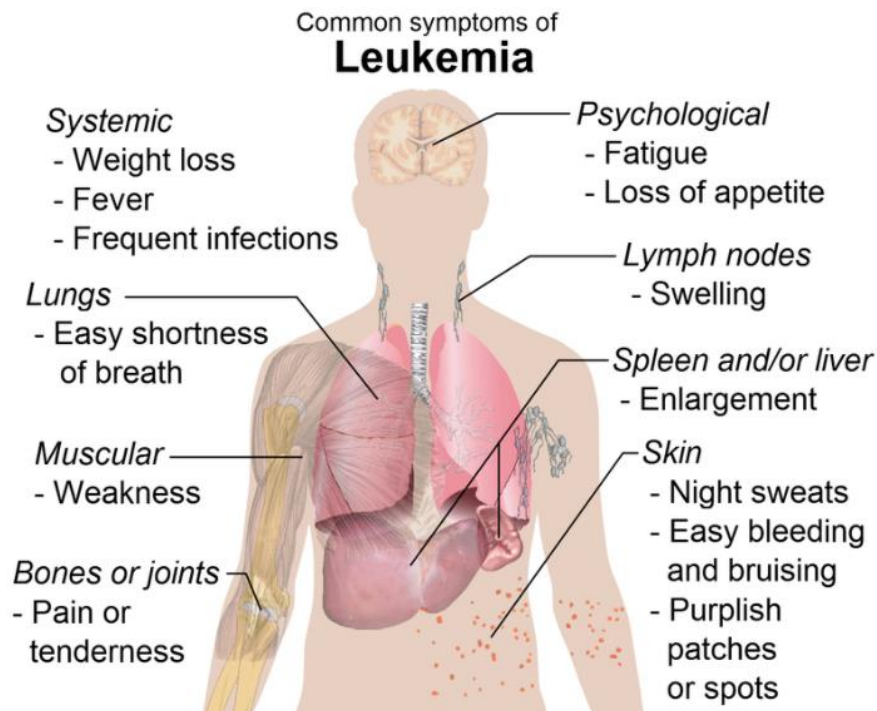 Common symptoms of
Leukemia
Systemic
- Weight loss
- Fever
- Frequent infections
Lungs
- Easy shortness
of breath
Muscular
- Weakness
Bones or joints
- Pain or
tenderness
Psychological
- Fatigue
- Loss of appetite
Lymph nodes
- Swelling
Spleen and/or liver
- Enlargement
Skin
- Night sweats
- Easy bleeding
and bruising
- Purplish
patches
or spots